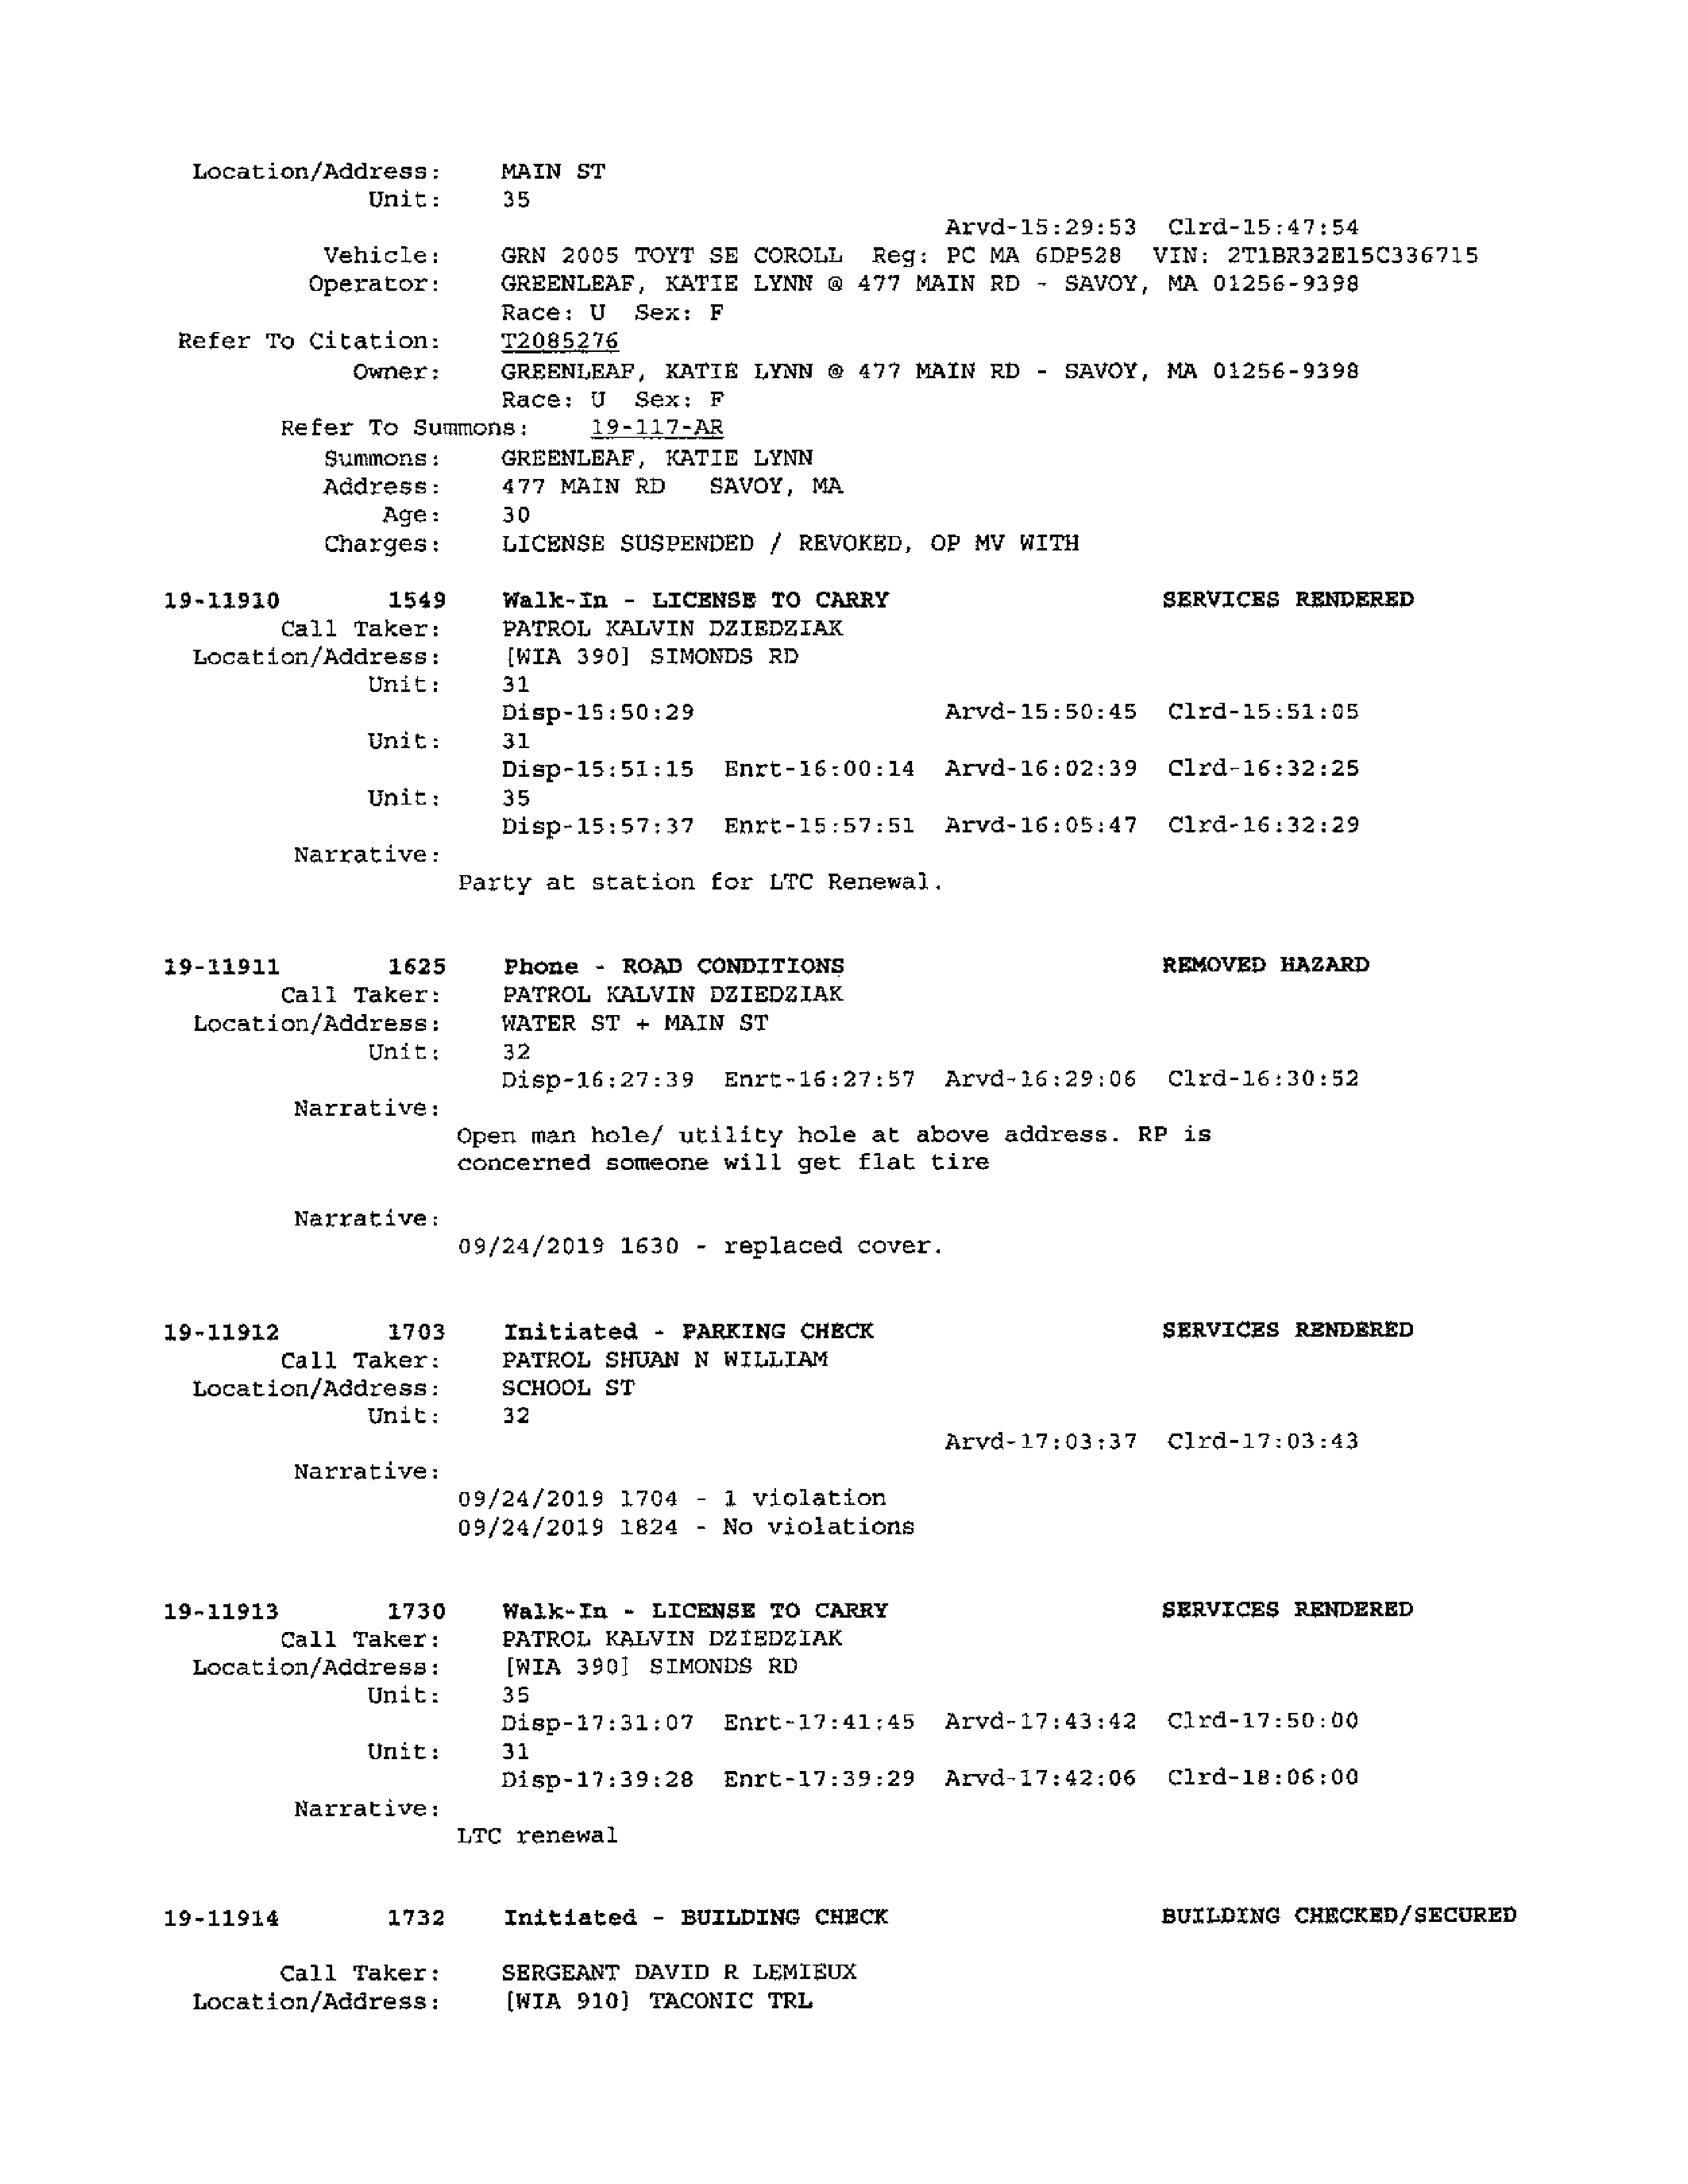 Location/Address: MAIN ST
Unit: 35
Arvd-15:29:53 Clrd-15:47:54
Vehicle: GRN 2005 TOYT SE COROLL Reg: PC MA 6DP528 VIN: 2T1BR32E15C336715
Operator: GREENLEAF, KATIE LYNN @ 477 MAIN RD - SAVOY, MA 01256-9398
Race: U Sex: F
Refer To Citation: T2085276
Owner: GREENLEAF, KATIE LYNN @ 477 MAIN RD - SAVOY, MA 01256-9398
Race: U Sex: F
Refer To Summons: 19-117-AR
Summons: GREENLEAF, KATIE LYNN
Address: 477 MAIN RD SAVOY, MA
Age: 30
Charges: LICENSE SUSPENDED / REVOKED, OP MV WITH
19-11910 1549 Walk-In - LICENSE TO CARRY SERVICES RENDERED
Call Taker: PATROL KALVIN DZIEDZIAK
Location/Address: [WIA 390] SIMONDS RD
Unit: 31
Disp-15:50:29 Arvd-15:50:45 Clrd-15:51:05
Unit: 31
Disp-15:51:15 Enrt-16:00:14 Arvd-16:02:39 Clrd-16:32:25
Unit: 35
Disp-15:57:37 Enrt-15:57:51 Arvd-16:05:47 Clrd-16:32:29
Narrative:
Party at station for LTC Renewal.
19-11911 1625 Phone - ROAD CONDITIONS REMOVED HAZARD
Call Taker: PATROL KALVIN DZIEDZIAK
Location/Address: WATER ST + MAIN ST
Unit: 32
Disp-16:27:39 Enrt-16:27:57 Arvd-16:29:06 Clrd-16:30:52
Narrative:
Open man hole/ utility hole at above address. RP is
concerned someone will get flat tire
Narrative:
09/24/2019 1630 - replaced cover.
19-11912 1703 Initiated - PARKING CHECK SERVICES RENDERED
Call Taker: PATROL SHUAN N WILLIAM
Location/Address: SCHOOL ST
Unit: 32
Arvd-17:03:37 Clrd-17:03:43
Narrative:
09/24/2019 1704 - 1 violation
09/24/2019 1824 - No violations
19-11913 1730 Walk-In - LICENSE TO CARRY SERVICES RENDERED
Call Taker: PATROL KALVIN DZIEDZIAK
Location/Address: [WIA 390] SIMONDS RD
Unit: 35
Disp-17:31:07 Enrt-17:41:45 Arvd-17:43:42 Clrd-17:50:00
Unit: 31
Disp-17:39:28 Enrt-17:39:29 Arvd-17:42:06 Clrd-18:06:00
Narrative:
LTC renewal
19-11914 1732 Initiated - BUILDING CHECK BUILDING CHECKED/SECURED
Call Taker: SERGEANT DAVID R LEMIEUX
Location/Address: [WIA 910] TACONIC TRL